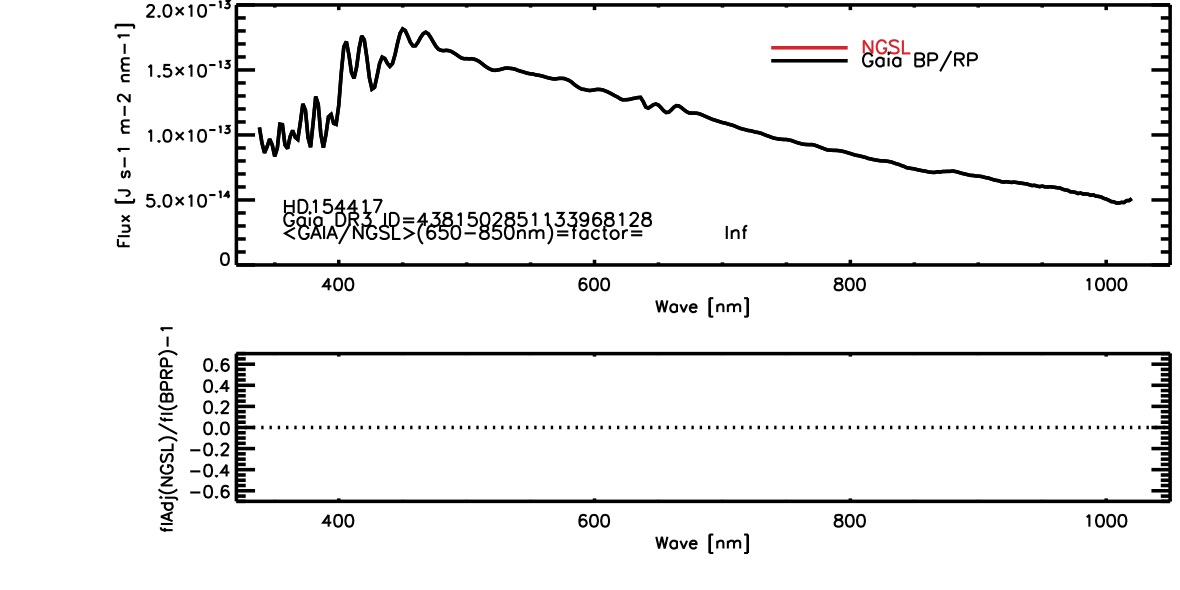 2.0×10−13
1.5×10−13
1.0×10−13
5.0×10−14
0
Flux [J s−1 m−2 nm−1]
NGSL
Gaia BP/RP
HD154417
Gaia DR3 ID=4381502851133968128
<GAIA/NGSL>(650−850nm)=factor= Inf
400 600 800 1000
Wave [nm]
flAdj(NGSL)/fl(BPRP)−1
0.6
0.4
0.2
0.0
−0.2
−0.4
−0.6
400 600 800 1000
Wave [nm]